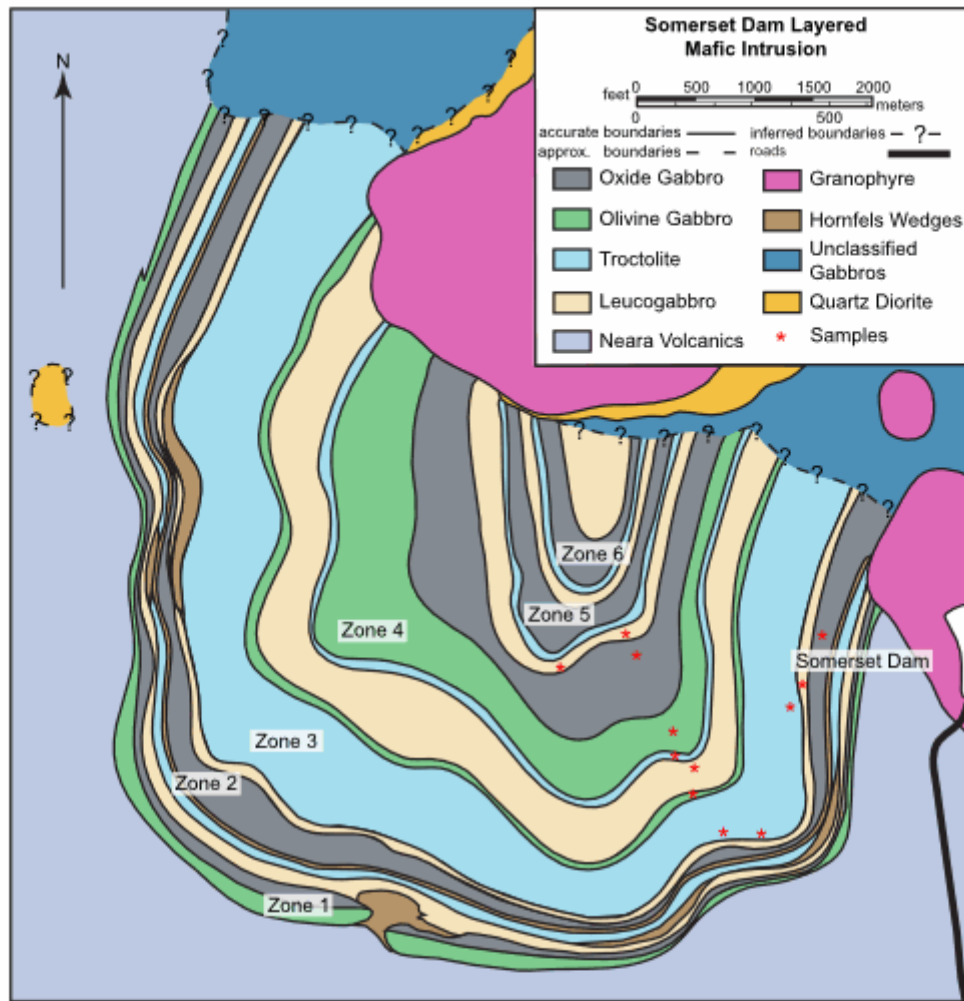 Somerset Dam Layered
Mafic Intrusion
0 500 1000 1500 2000
feet
meters
0 500
accurate boundaries
inferred boundaries ?
approx. boundaries
roads
Oxide Gabbro
Granophyre
Olivine Gabbro
Hornfels Wedges
Troctolite
Unclassified
Gabbros
Leucogabbro
Quartz Diorite
Neara Volcanics
* Samples
N
Zone 6
Zone 5
Zone 4
Somerset Dam
Zone 3
Zone 2
Zone 1